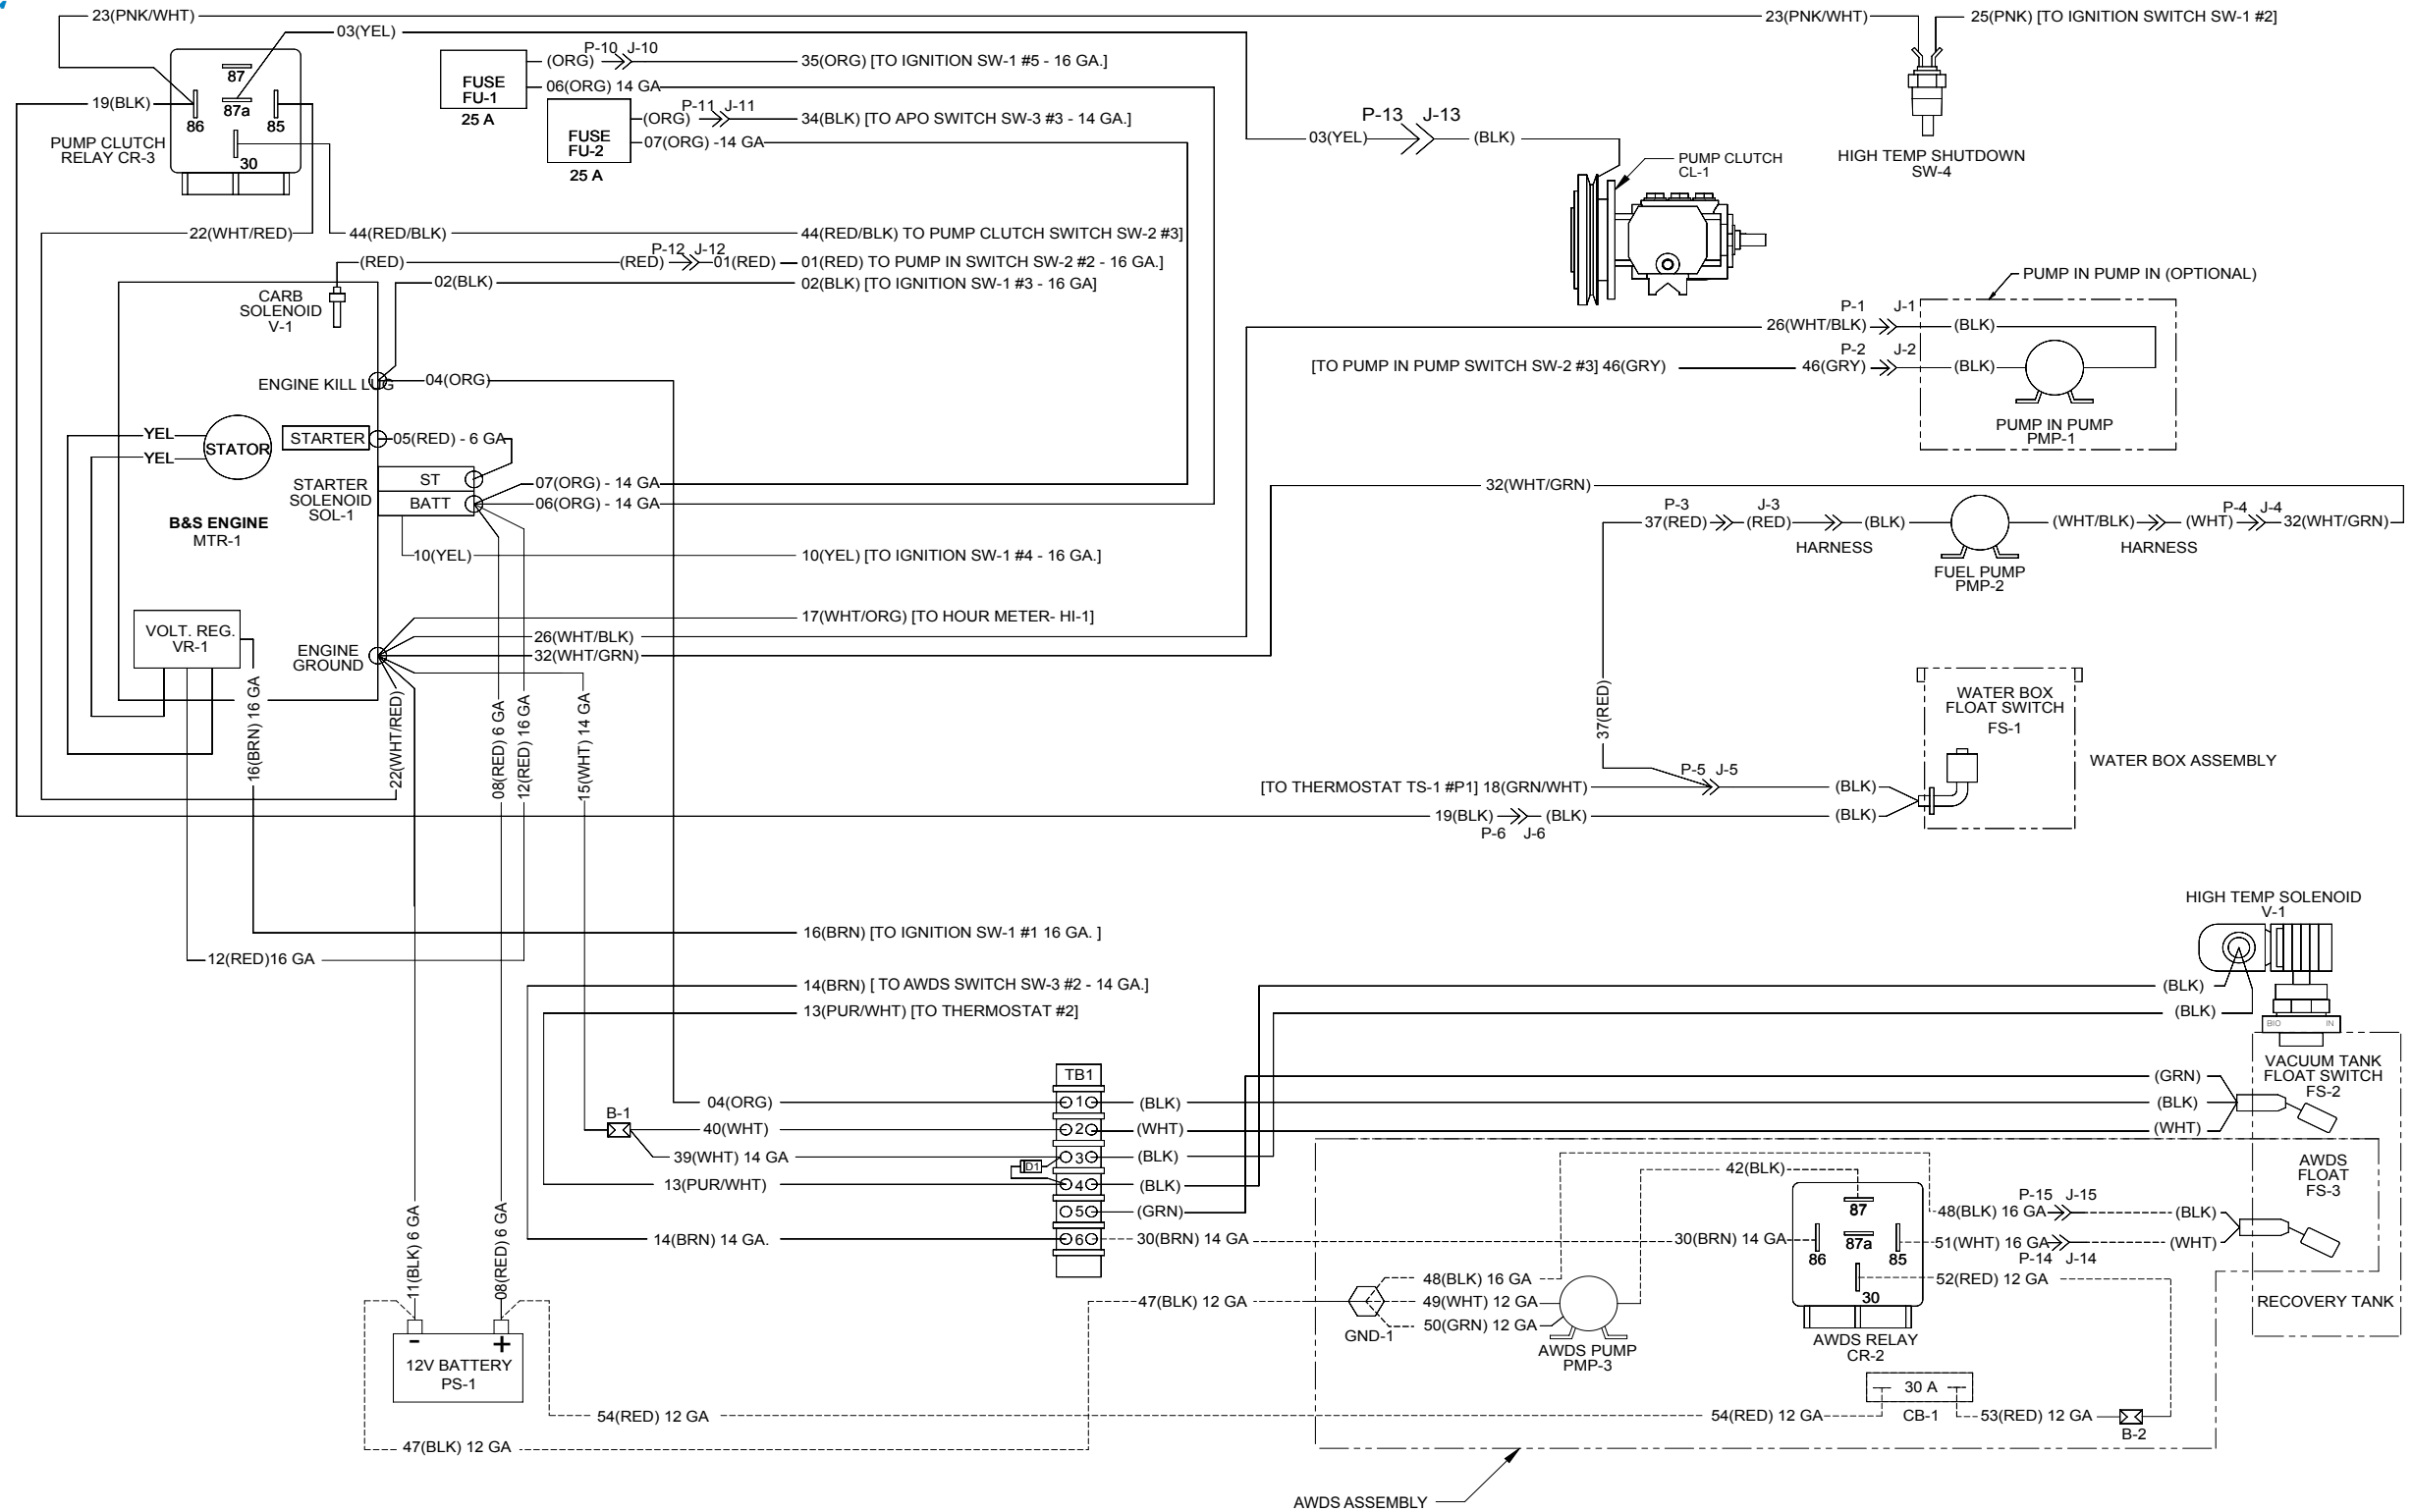 23(PNK/WHT)
23(PNK/WHT)
25(PNK) [TO IGNITION SWITCH SW-1 #2]
03(YEL)
87
87a
86
85
30
19(BLK)
PUMP CLUTCH
RELAY CR-3
FUSE
FU-1
25 A
(ORG)
P-10
J-10
35(ORG) [TO IGNITION SW-1 #5 - 16 GA.]
06(ORG) 14 GA
FUSE
FU-2
25 A
(ORG)
P-11
J-11
34(BLK) [TO APO SWITCH SW-3 #3 - 14 GA.]
07(ORG) -14 GA
03(YEL)
P-13
J-13
(BLK)
PUMP CLUTCH
CL-1
HIGH TEMP SHUTDOWN
SW-4
22(WHT/RED)
44(RED/BLK)
44(RED/BLK) TO PUMP CLUTCH SWITCH SW-2 #3]
(RED)
(RED)
P-12
J-12
01(RED)
01(RED) TO PUMP IN SWITCH SW-2 #2 - 16 GA.]
02(BLK)
02(BLK) [TO IGNITION SW-1 #3 - 16 GA]
CARB
SOLENOID
V-1
PUMP IN PUMP IN (OPTIONAL)
P-1
J-1
26(WHT/BLK)
(BLK)
P-2
J-2
[TO PUMP IN PUMP SWITCH SW-2 #3] 46(GRY)
46(GRY)
(BLK)
PUMP IN PUMP
PMP-1
ENGINE KILL LUG
04(ORG)
YEL
YEL
STATOR
STARTER
05(RED) - 6 GA
ST
BATT
STARTER
SOLENOID
SOL-1
07(ORG) - 14 GA
06(ORG) - 14 GA
B&S ENGINE
MTR-1
10(YEL)
10(YEL) [TO IGNITION SW-1 #4 - 16 GA.]
32(WHT/GRN)
P-3
J-3
37(RED)
(RED)
(BLK)
HARNESS
FUEL PUMP
PMP-2
(WHT/BLK)
(WHT)
P-4
J-4
32(WHT/GRN)
HARNESS
17(WHT/ORG) [TO HOUR METER- HI-1]
26(WHT/BLK)
32(WHT/GRN)
ENGINE
GROUND
VOLT. REG.
VR-1
16(BRN) 16 GA
22(WHT/RED)
08(RED) 6 GA
12(RED) 16 GA
15(WHT) 14 GA
37(RED)
WATER BOX
FLOAT SWITCH
FS-1
WATER BOX ASSEMBLY
[TO THERMOSTAT TS-1 #P1] 18(GRN/WHT)
P-5
J-5
(BLK)
19(BLK)
(BLK)
(BLK)
P-6
J-6
HIGH TEMP SOLENOID
V-1
16(BRN) [TO IGNITION SW-1 #1 16 GA. ]
12(RED)16 GA
14(BRN) [ TO AWDS SWITCH SW-3 #2 - 14 GA.]
(BLK)
13(PUR/WHT) [TO THERMOSTAT #2]
(BLK)
BIO
IN
VACUUM TANK
FLOAT SWITCH
FS-2
TB1
(GRN)
04(ORG)
1
(BLK)
(BLK)
B-1
40(WHT)
2
(WHT)
(WHT)
39(WHT) 14 GA
3
(BLK)
D1
13(PUR/WHT)
4
(BLK)
5
(GRN)
14(BRN) 14 GA.
6
30(BRN) 14 GA
30(BRN) 14 GA
42(BLK)
87
87a
86
85
30
AWDS
FLOAT
FS-3
P-15
J-15
48(BLK) 16 GA
(BLK)
51(WHT) 16 GA
(WHT)
P-14
J-14
52(RED) 12 GA
11(BLK) 6 GA
08(RED) 6 GA
47(BLK) 12 GA
GND-1
48(BLK) 16 GA
49(WHT) 12 GA
50(GRN) 12 GA
AWDS PUMP
PMP-3
AWDS RELAY
CR-2
RECOVERY TANK
-
+
12V BATTERY
PS-1
30 A
54(RED) 12 GA
54(RED) 12 GA
CB-1
53(RED) 12 GA
B-2
47(BLK) 12 GA
AWDS ASSEMBLY